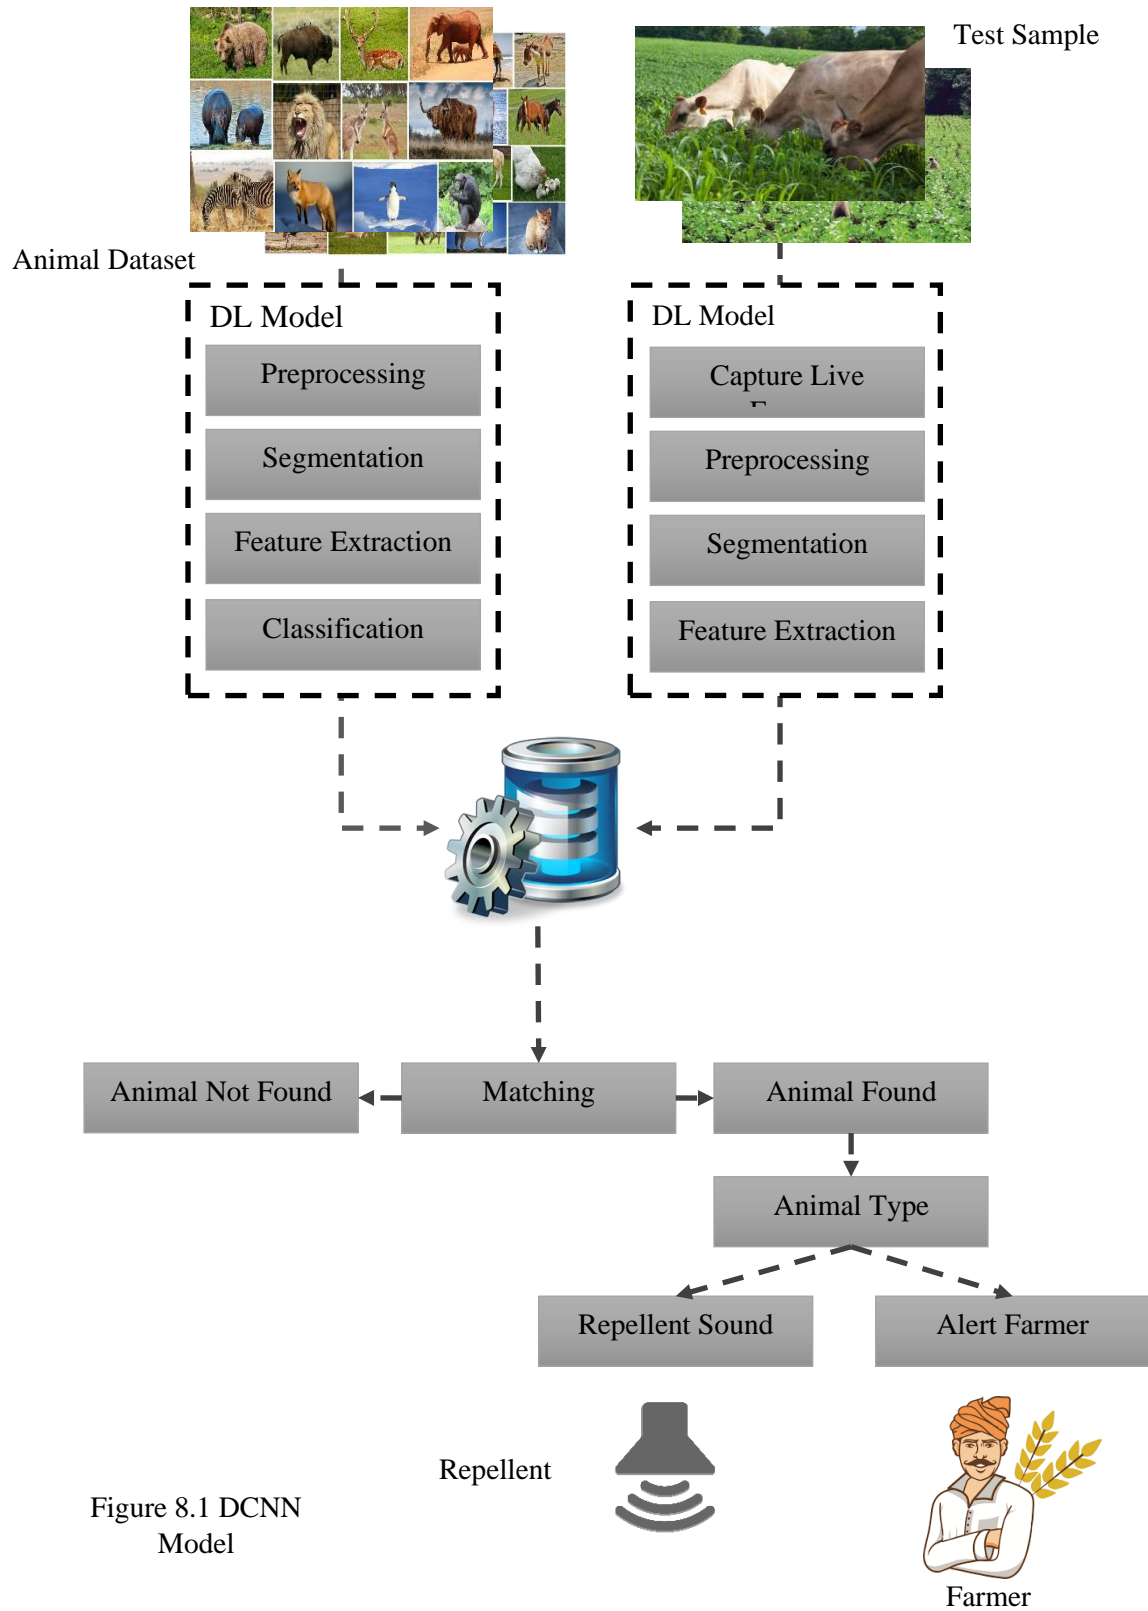 Test Sample
Animal Dataset
DL Model
Preprocessing
Segmentation
Feature Extraction
Classification
DL Model
Capture Live
Preprocessing
Segmentation
Feature Extraction
Animal Not Found
Matching
Animal Found
Animal Type
Repellent Sound
Alert Farmer
Repellent
Figure 8.1 DCNN
Model
Farmer